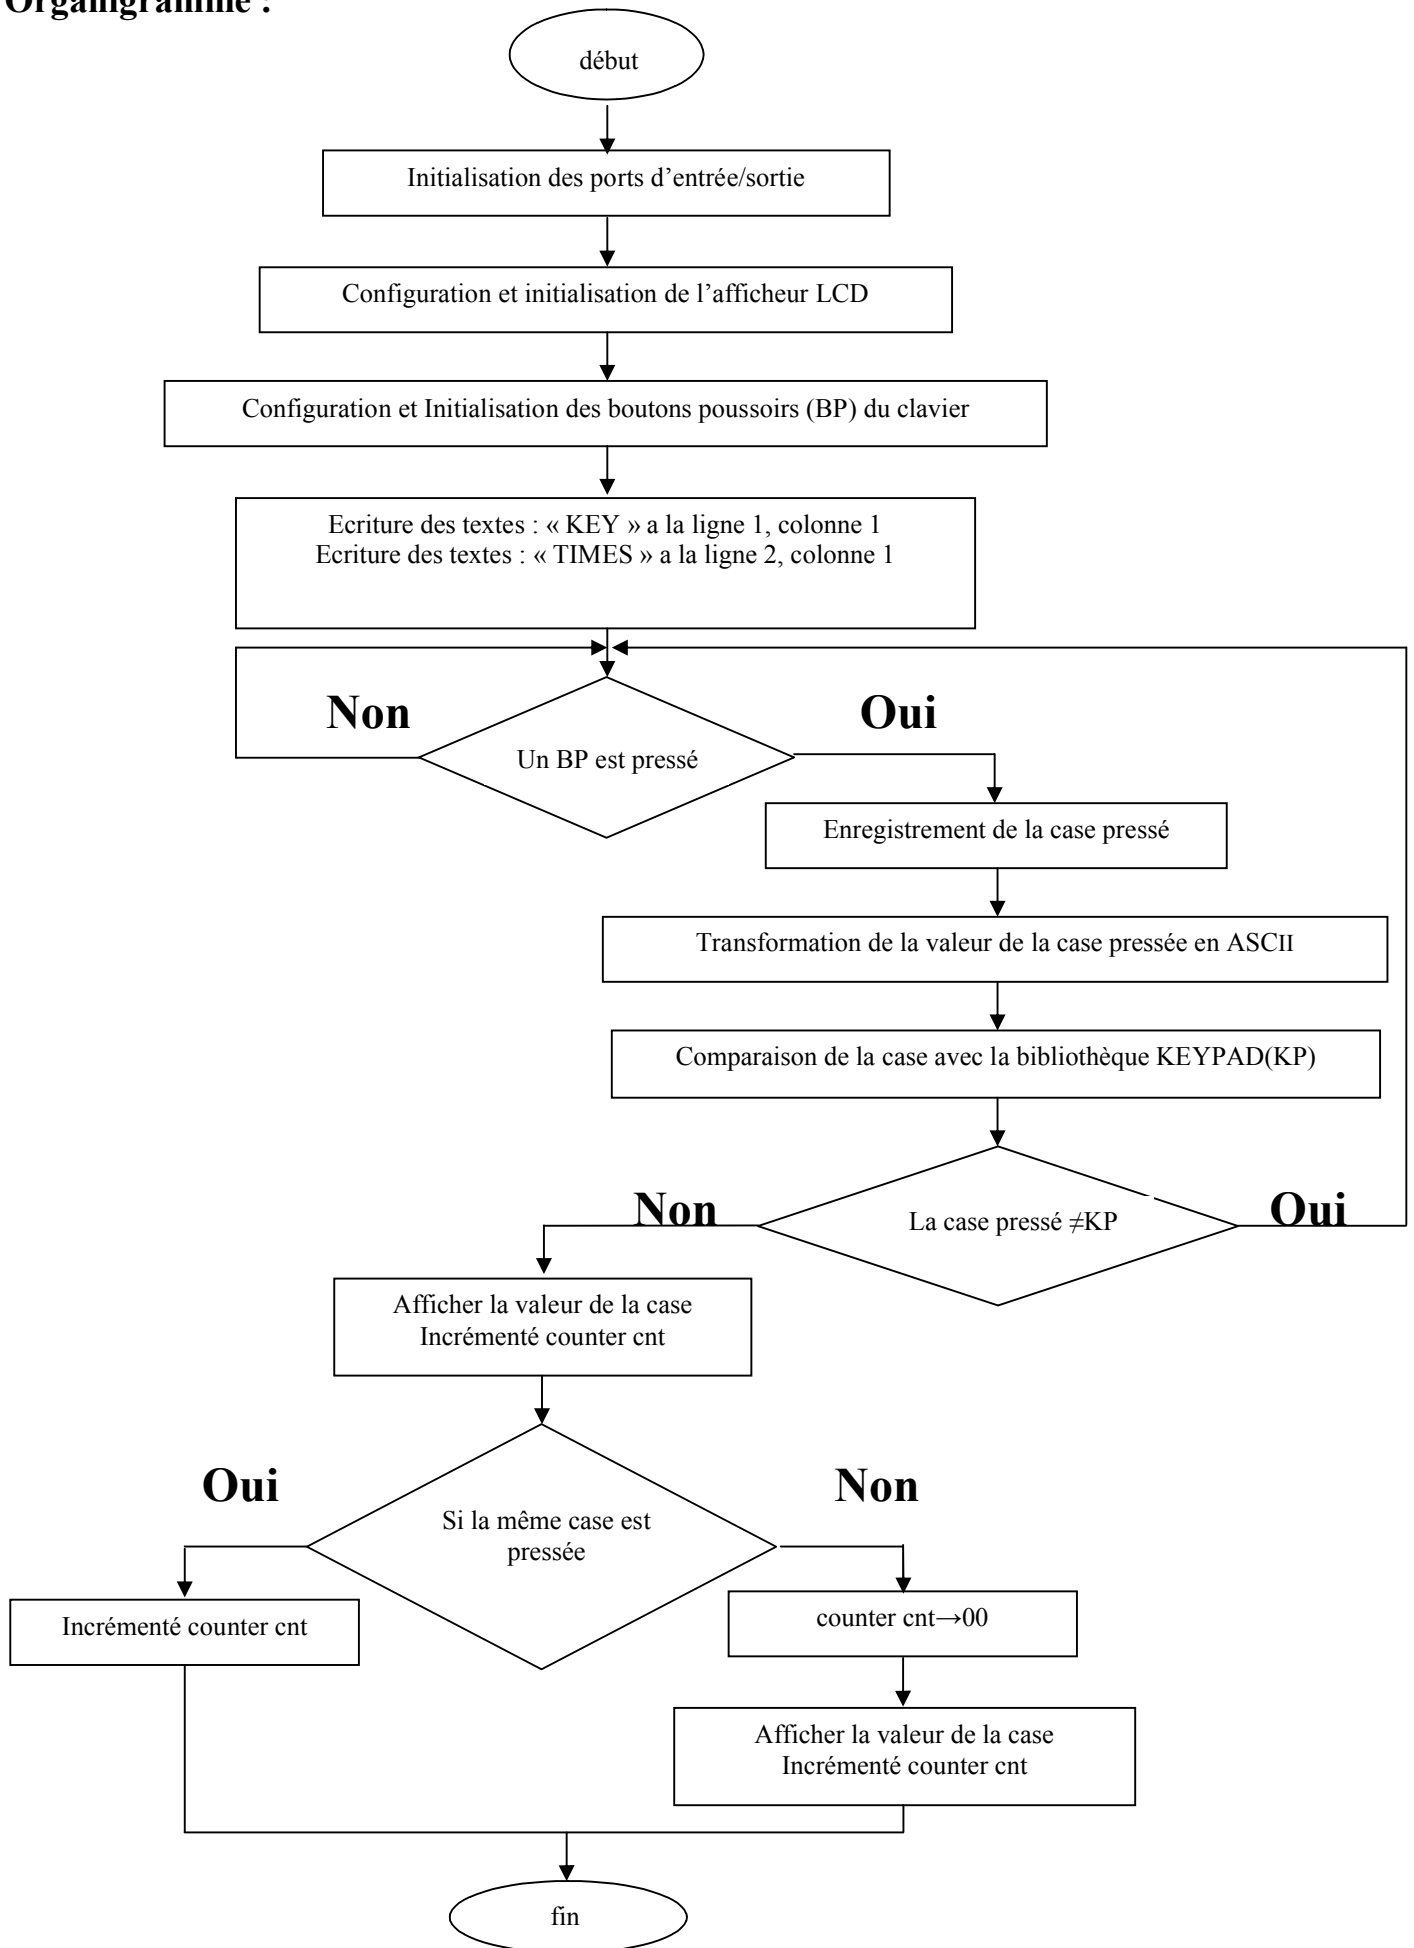 Organigramme :
début
Initialisation des ports d’entrée/sortie
Configuration et initialisation de l’afficheur LCD
Configuration et Initialisation des boutons poussoirs (BP) du clavier
Ecriture des textes : « KEY » a la ligne 1, colonne 1
Ecriture des textes : « TIMES » a la ligne 2, colonne 1
Non
Oui
Un BP est pressé
Enregistrement de la case pressé
Transformation de la valeur de la case pressée en ASCII
Comparaison de la case avec la bibliothèque KEYPAD(KP)
Non
Oui
La case pressé ≠KP
Afficher la valeur de la case
Incrémenté counter cnt
Oui
Non
Si la même case est
pressée
Incrémenté counter cnt
counter cnt→00
Afficher la valeur de la case
Incrémenté counter cnt
fin